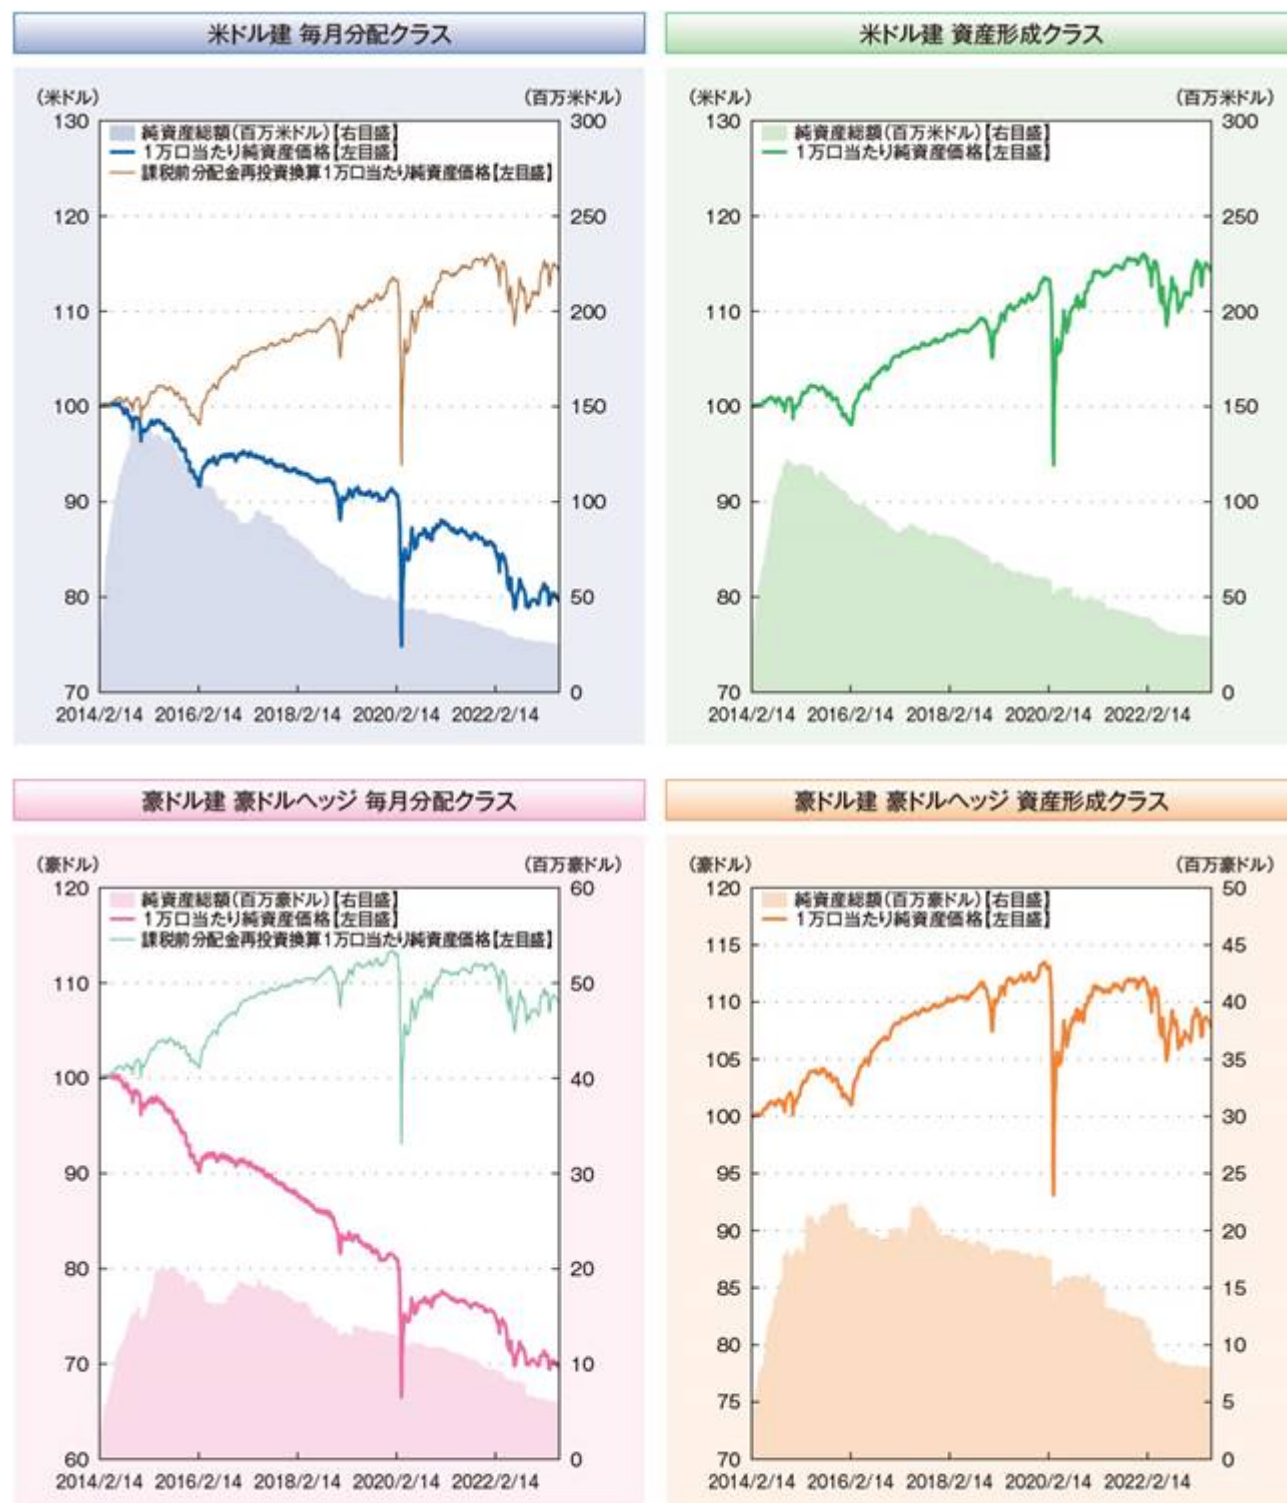 米ドル建 毎月分配クラス
(米ドル)
(百万米ドル)
純資産総額(百万米ドル)【右目盛】
1万口当たり純資産価格【左目盛】
課税前分配金再投資換算1万口当たり純資産価格【左目盛】
130
120
110
100
90
80
70
300
250
200
150
100
50
0
2014/2/14 2016/2/14 2018/2/14 2020/2/14 2022/2/14
米ドル建 資産形成クラス
(米ドル)
(百万米ドル)
純資産総額(百万米ドル)【右目盛】
1万口当たり純資産価格【左目盛】
130
120
110
100
90
80
70
300
250
200
150
100
50
0
2014/2/14 2016/2/14 2018/2/14 2020/2/14 2022/2/14
豪ドル建 豪ドルヘッジ 毎月分配クラス
(豪ドル)
(百万豪ドル)
純資産総額(百万豪ドル)【右目盛】
1万口当たり純資産価格【左目盛】
課税前分配金再投資換算1万口当たり純資産価格【左目盛】
120
110
100
90
80
70
60
60
50
40
30
20
10
0
2014/2/14 2016/2/14 2018/2/14 2020/2/14 2022/2/14
豪ドル建 豪ドルヘッジ 資産形成クラス
(豪ドル)
(百万豪ドル)
純資産総額(百万豪ドル)【右目盛】
1万口当たり純資産価格【左目盛】
120
115
110
105
100
95
90
85
80
75
70
50
45
40
35
30
25
20
15
10
5
0
2014/2/14 2016/2/14 2018/2/14 2020/2/14 2022/2/14